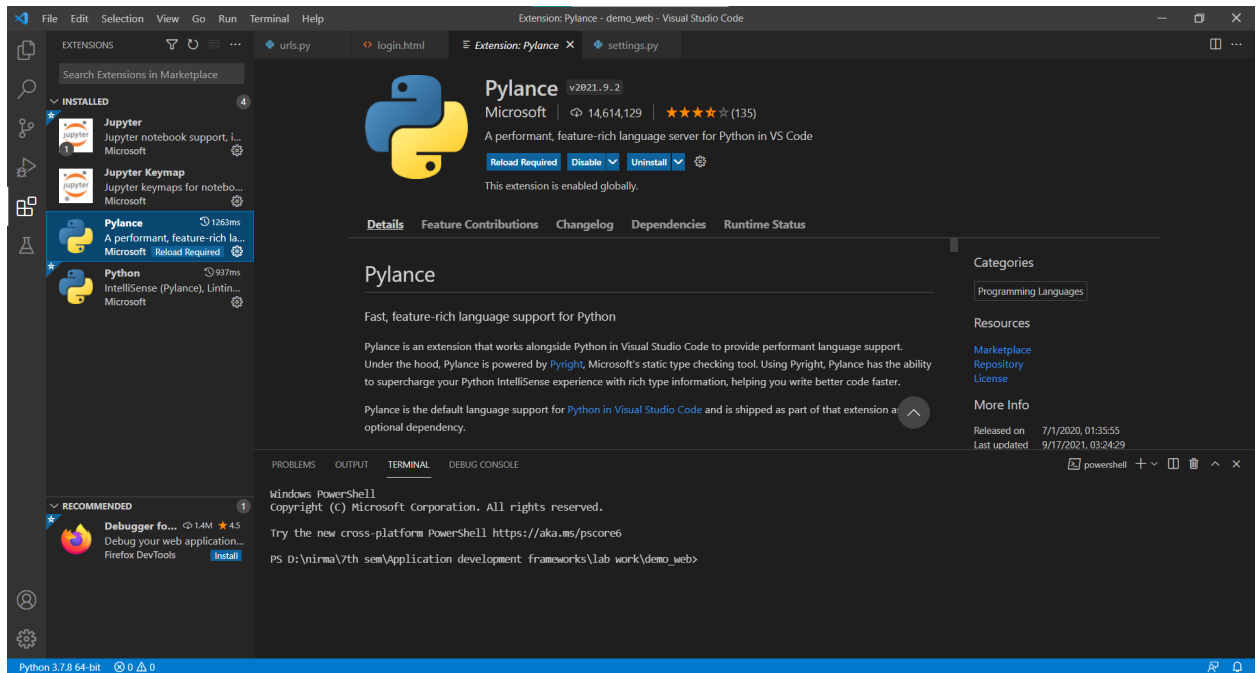 File Edit Selection View Go Run Terminal Help
Extension: Pylance - demo_web - Visual Studio Code
EXTENSIONS
Search Extensions in Marketplace
INSTALLED 4
Jupyter
Jupyter notebook support, i...
Microsoft
jupyter
1
Jupyter Keymap
Jupyter keymaps for notebo...
Microsoft
jupyter
Pylance 1263ms
A performant, feature-rich la...
Microsoft Reload Required
Python 937ms
IntelliSense (Pylance), Lintin...
Microsoft
RECOMMENDED 1
Debugger fo... 1.4M 4.5
Debug your web application...
Firefox DevTools Install
urls.py login.html Extension: Pylance settings.py
Pylance v2021.9.2
Microsoft 14,614,129 (135)
A performant, feature-rich language server for Python in VS Code
Reload Required Disable Uninstall
This extension is enabled globally.
Details Feature Contributions Changelog Dependencies Runtime Status
Pylance
Fast, feature-rich language support for Python
Pylance is an extension that works alongside Python in Visual Studio Code to provide performant language support.
Under the hood, Pylance is powered by Pyright, Microsoft's static type checking tool. Using Pyright, Pylance has the ability
to supercharge your Python IntelliSense experience with rich type information, helping you write better code faster.
Pylance is the default language support for Python in Visual Studio Code and is shipped as part of that extension
optional dependency.
Categories
Programming Languages
Resources
Marketplace
Repository
License
More Info
Released on 7/1/2020, 01:35:55
Last updated 9/17/2021, 03:24:29
PROBLEMS OUTPUT TERMINAL DEBUG CONSOLE
powershell
Windows PowerShell
Copyright (C) Microsoft Corporation. All rights reserved.
Try the new cross-platform PowerShell https://aka.ms/pscore6
PS D:\nirma\7th sem\Application development frameworks\lab work\demo_web>
Python 3.7.8 64-bit 0 0